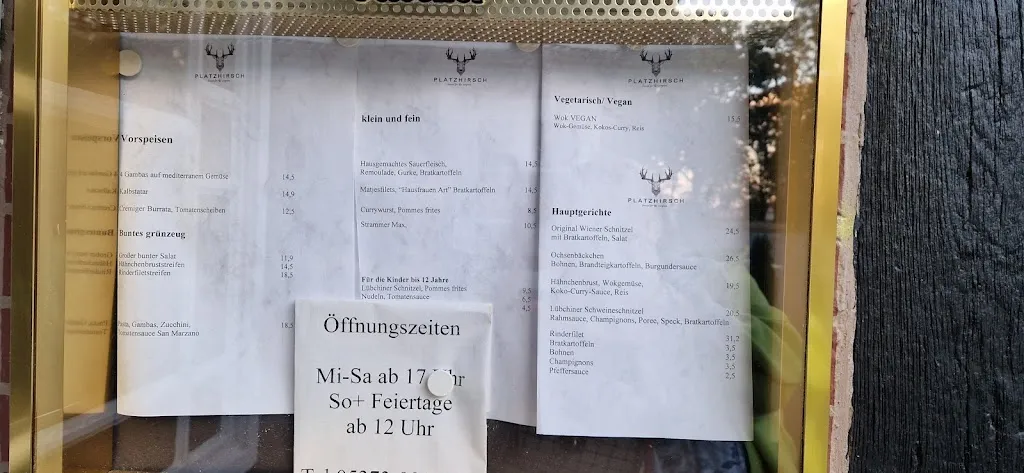 PLATZHIRSCH
Vorspeisen
4 Gambas auf mediterranem Gemüse 14,5
Kalbstatar 14,9
Cremiger Burrata, Tomatenscheiben 12,5
Buntes grünzeug
Großer bunter Salat 11,9
Hähnchenbruststreifen 14,5
Rinderfiletstreifen 18,5
Pasta, Gambas, Zucchini, 18,5
Tomatensauce San Marzano
PLATZHIRSCH
klein und fein
Hausgemachtes Sauerfleisch, 14,5
Remoulade, Gurke, Bratkartoffeln
Matjesfilets, "Hausfrauen Art" Bratkartoffeln 14,5
Currywurst, Pommes frites 8,5
Strammer Max, 10,5
Für die Kinder bis 12 Jahre
Lübchiner Schnitzel, Pommes frites 9,5
Nudeln, Tomatensauce 6,5
4,5
Öffnungszeiten
Mi-Sa ab 17 Uhr
So+ Feiertage
ab 12 Uhr
PLATZHIRSCH
Vegetarisch/ Vegan
Wok VEGAN
Wok-Gemüse, Kokos-Curry, Reis
PLATZHIRSCH
Hauptgerichte
Original Wiener Schnitzel 24,5
mit Bratkartoffeln, Salat
Ochsenbäckchen 26,5
Bohnen, Brandteigkartoffeln, Burgundersauce
Hähnchenbrust, Wokgemüse, 19,5
Koko-Curry-Sauce, Reis
Lübchiner Schweineschnitzel 20,5
Rahmsauce, Champignons, Poree, Speck, Bratkartoffeln
Rinderfilet 31,2
Bratkartoffeln 3,5
Bohnen 3,5
Champignons 3,5
Pfeffersauce 2,5